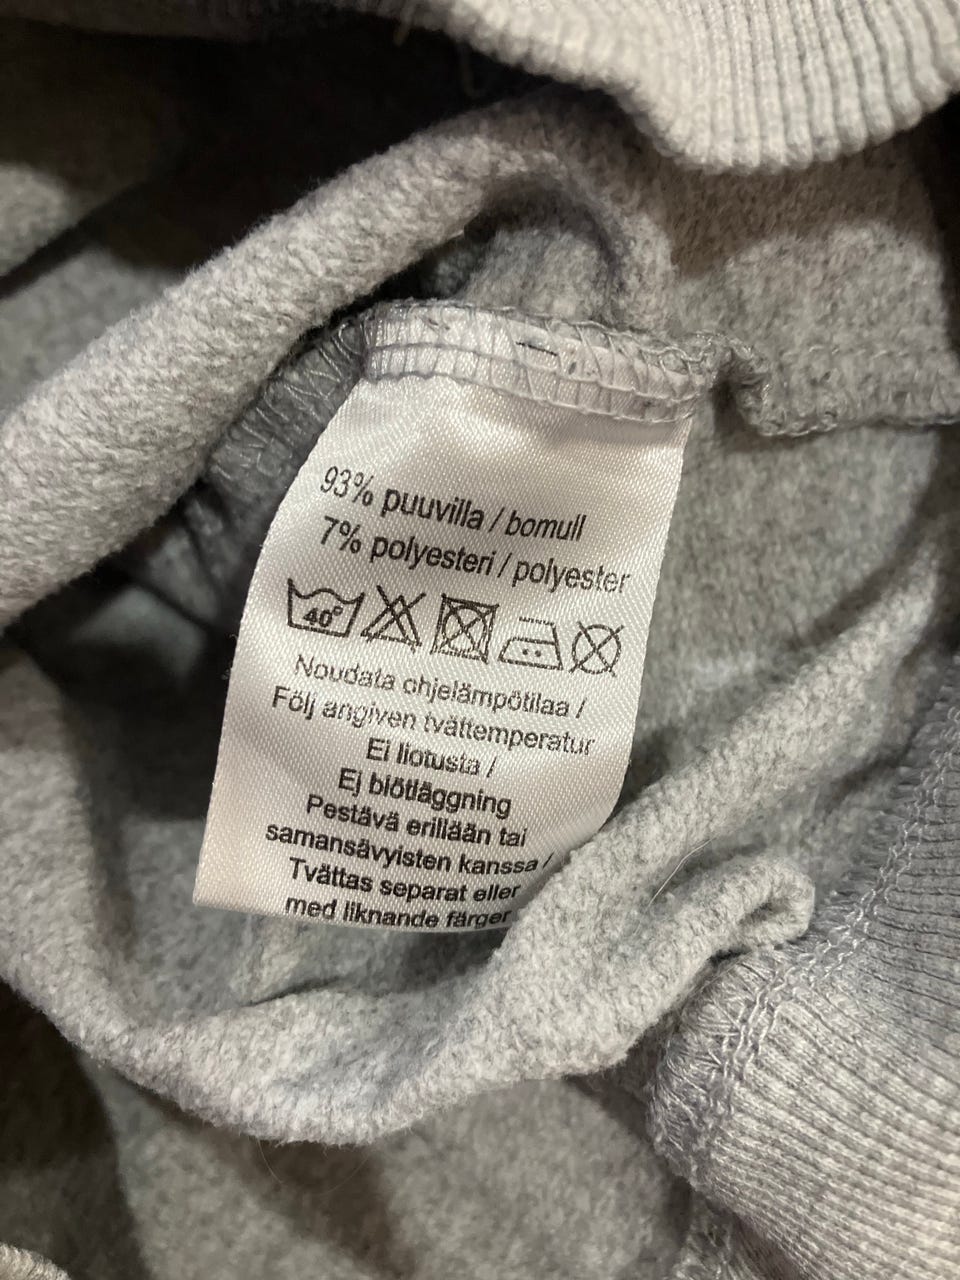 93% puuvilla / bomull
7% polyesteri / polyester
40°
Noudata ohjelämpötilaa /
Följ angiven tvättemperatur
Ei liotusta /
Ej blötläggning
Pestävä erillään tai
samansävyisten kanssa /
Tvättas separat eller
med liknande färger